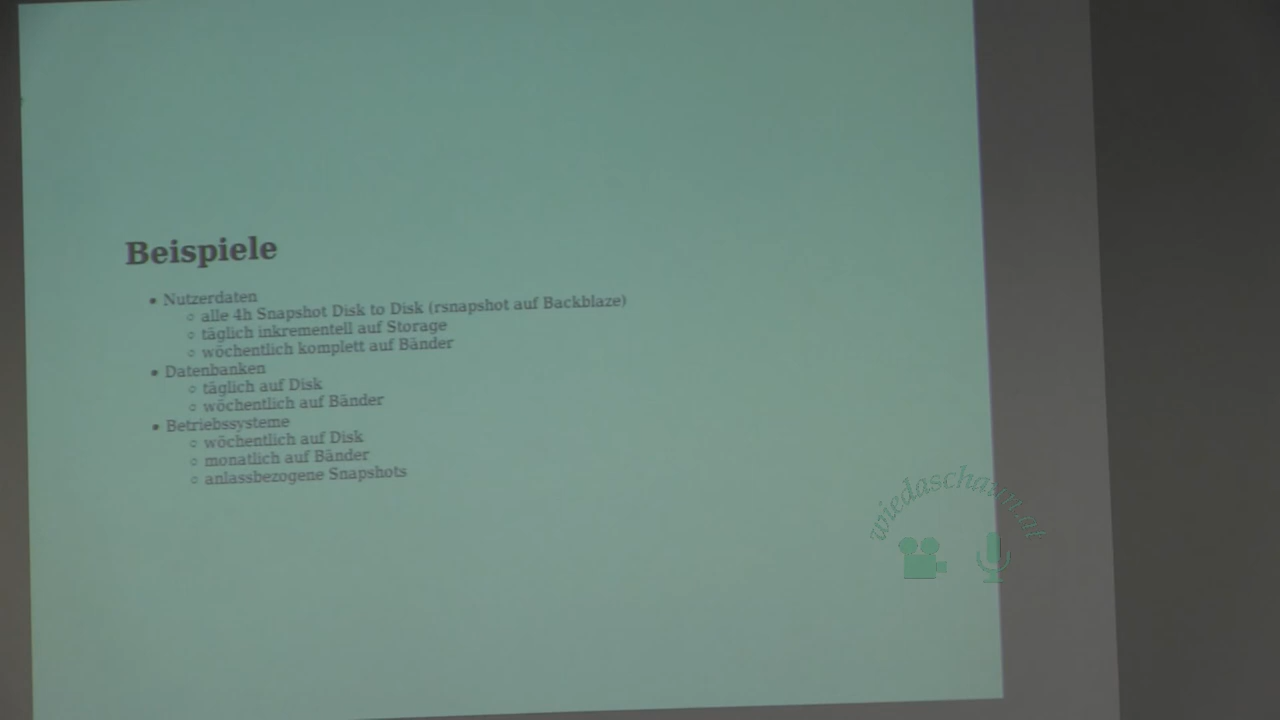 Beispiele
• Nutzerdaten
○ alle 4h Snapshot Disk to Disk (rsnapshot auf Backblaze)
○ täglich inkrementell auf Storage
○ wöchentlich komplett auf Bänder
• Datenbanken
○ täglich auf Disk
○ wöchentlich auf Bänder
• Betriebssysteme
○ wöchentlich auf Disk
○ monatlich auf Bänder
○ anlassbezogene Snapshots
wiedaschaun.at